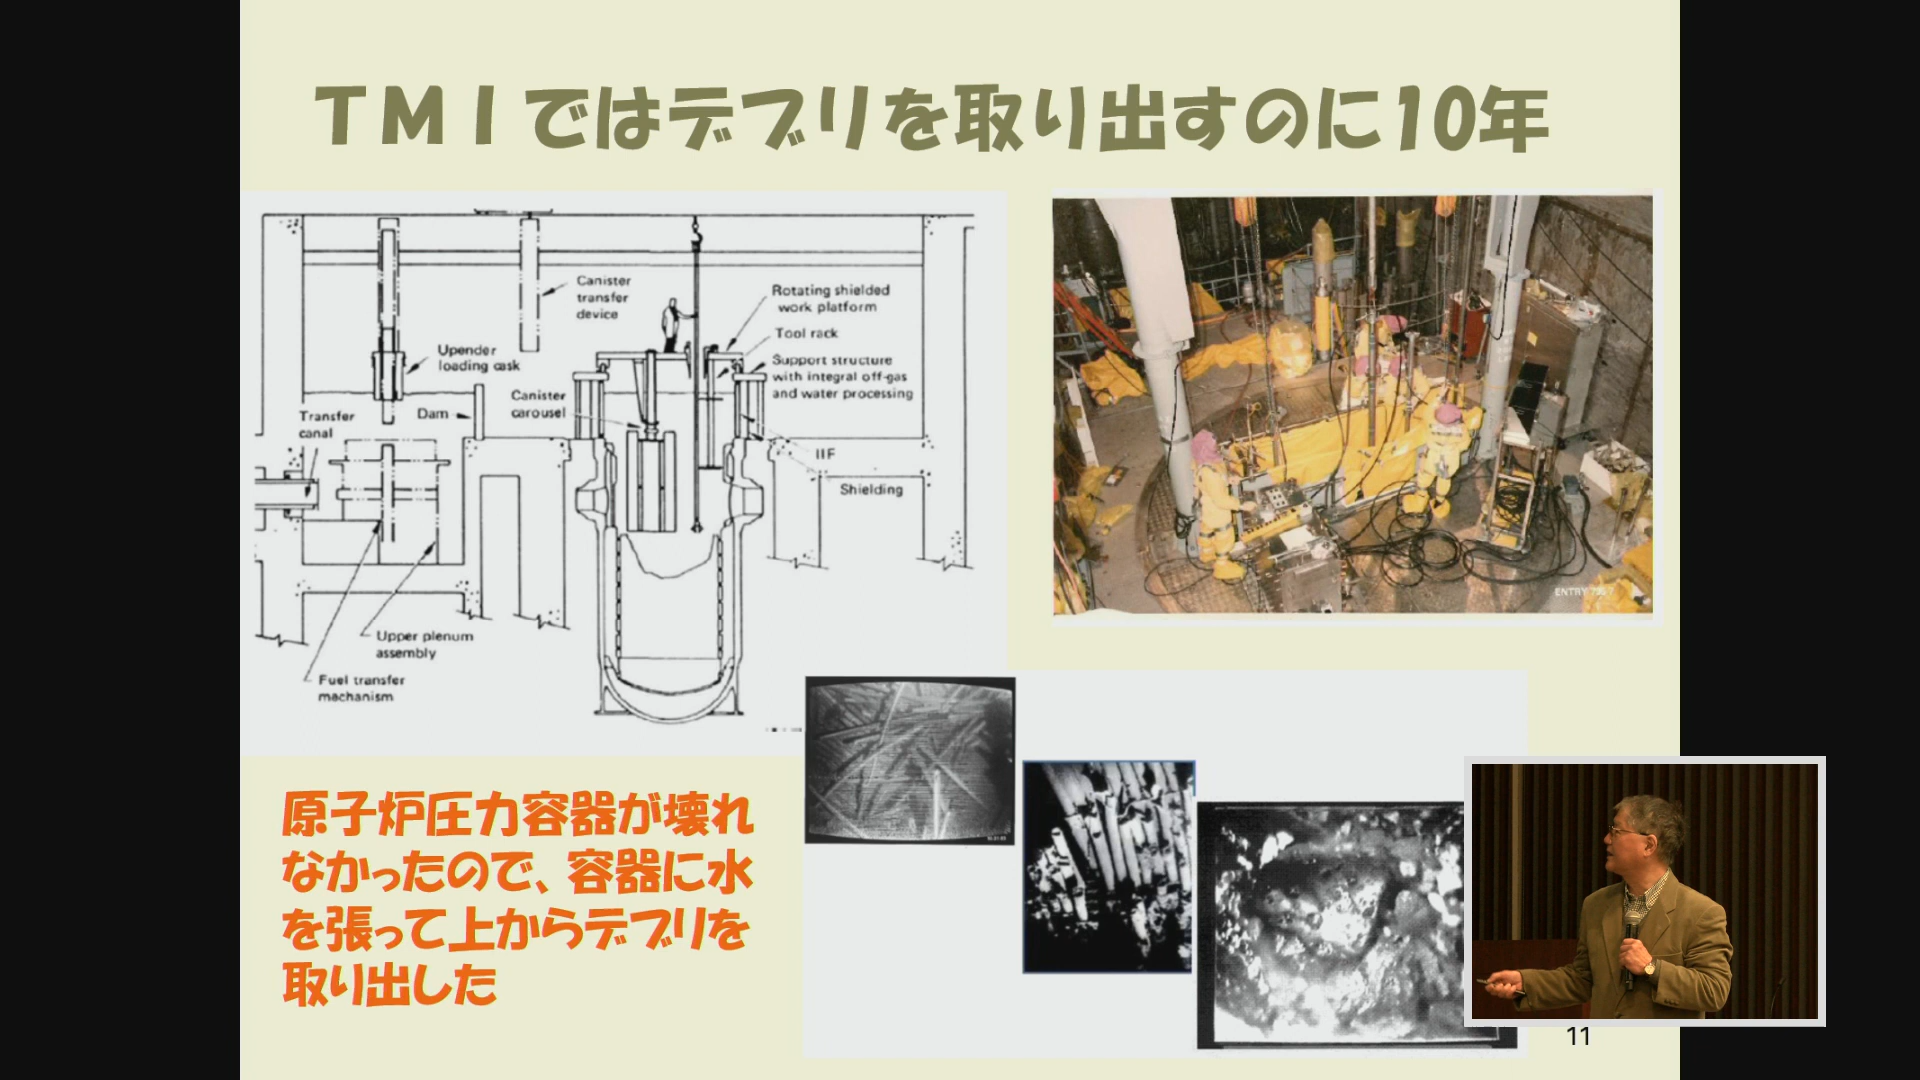 TMIではデブリを取り出すのに10年
Canister
transfer
device
Rotating shielded
work platform
Tool rack
Support structure
with integral off-gas
and water processing
Upender
loading cask
Canister
carousel
Dam
Transfer
canal
IIF
Shielding
Upper plenum
assembly
Fuel transfer
mechanism
ENTRY
原子炉圧力容器が壊れ
なかったので、容器に水
を張って上からデブリを
取り出した
11